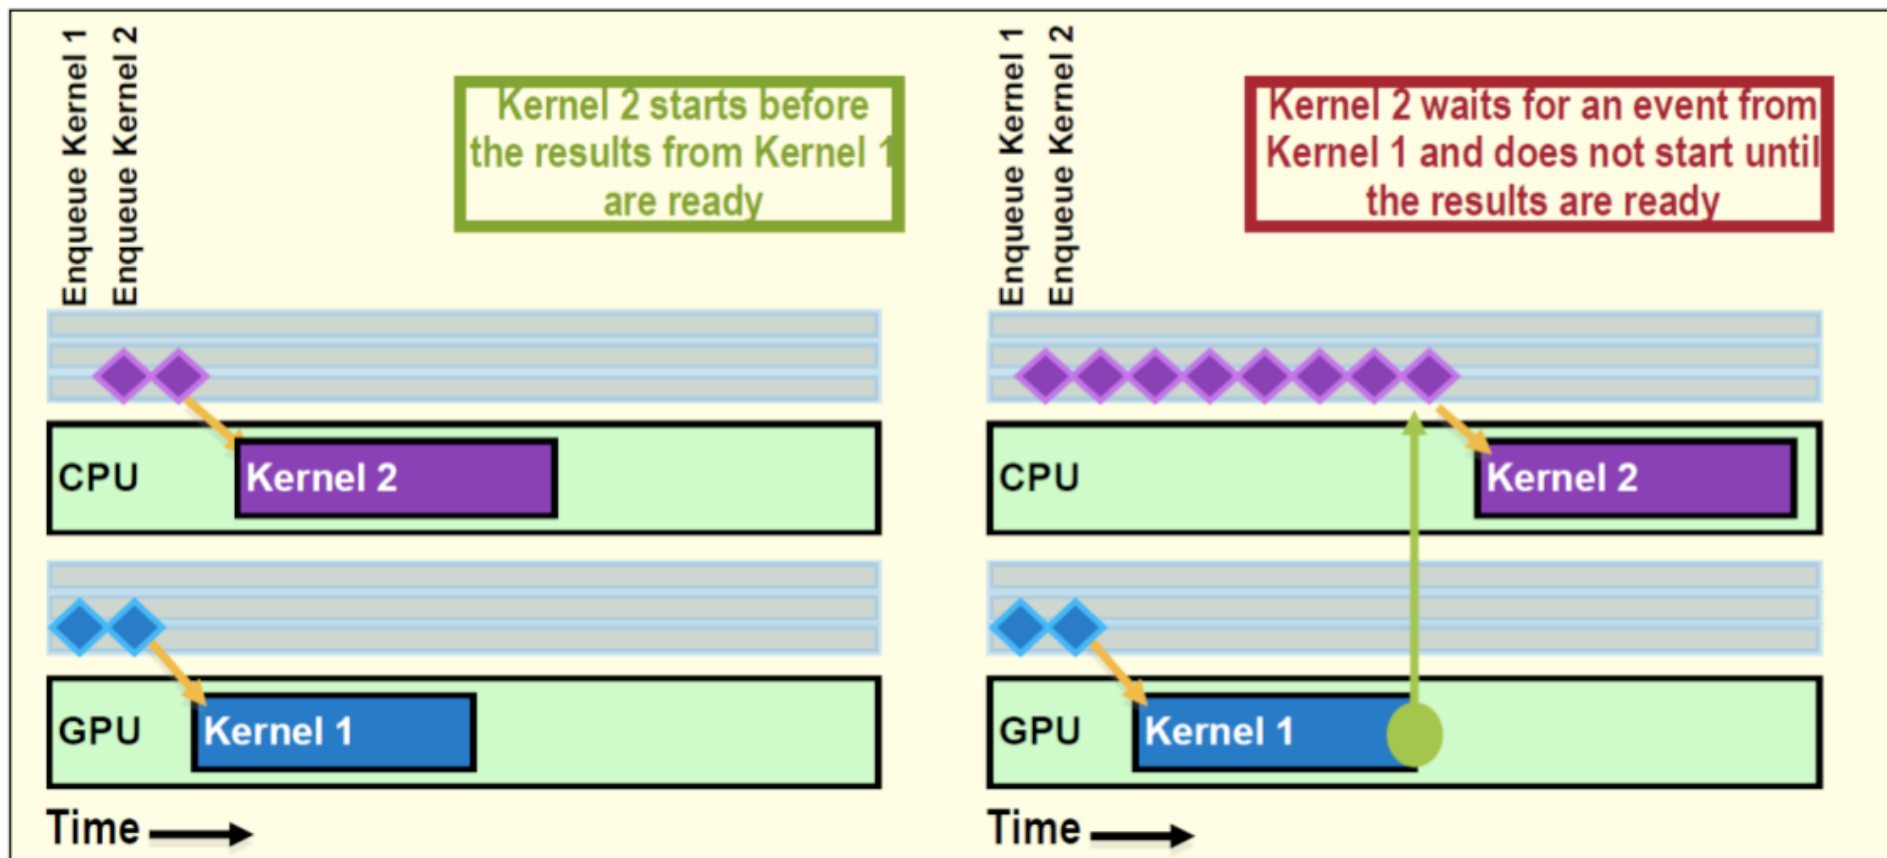 Enqueue Kernel 1
Enqueue Kernel 2
Kernel 2 starts before
the results from Kernel 1
are ready
CPU
Kernel 2
GPU
Kernel 1
Time
Enqueue Kernel 1
Enqueue Kernel 2
Kernel 2 waits for an event from
Kernel 1 and does not start until
the results are ready
CPU
Kernel 2
GPU
Kernel 1
Time